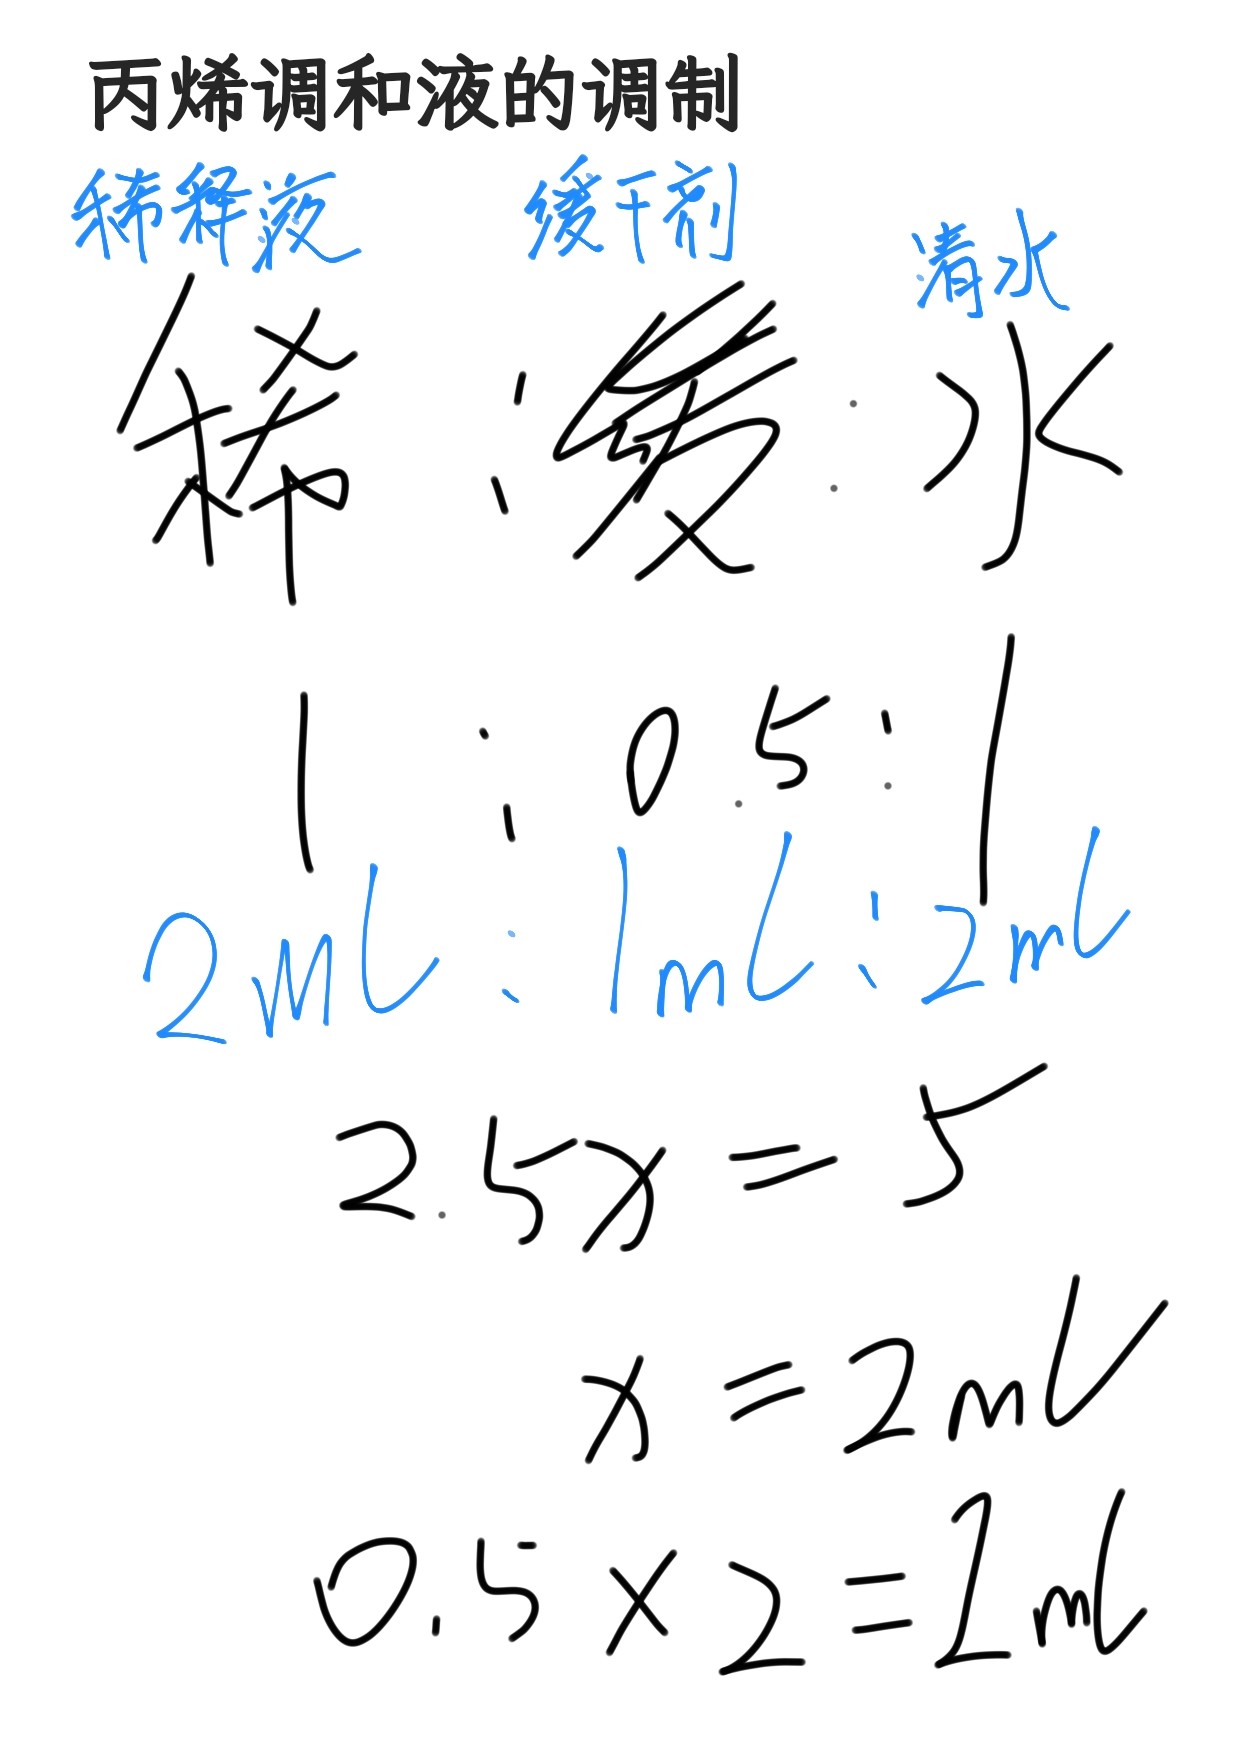 丙烯调和液的调制
稀释液 缓干剂 清水
稀:缓:水
1:0.5:1
2ml:1ml:2ml
2.5x=5
x=2ml
0.5×2=1ml